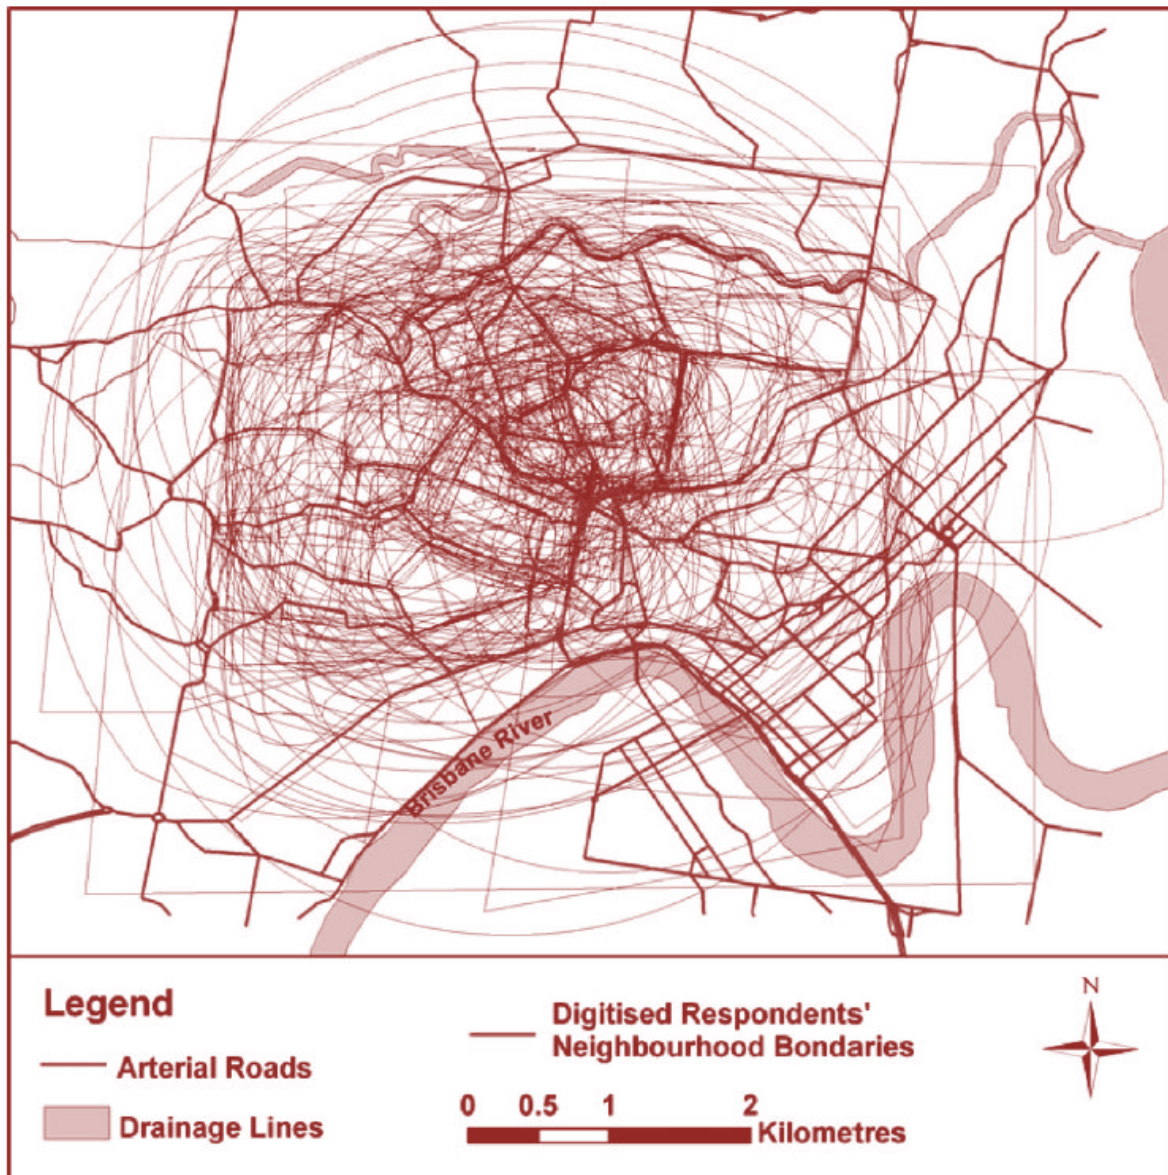 Brisbane River
Legend
Arterial Roads
Drainage Lines
Digitised Respondents'
Neighbourhood Bondaries
0 0.5 1 2
Kilometres
N